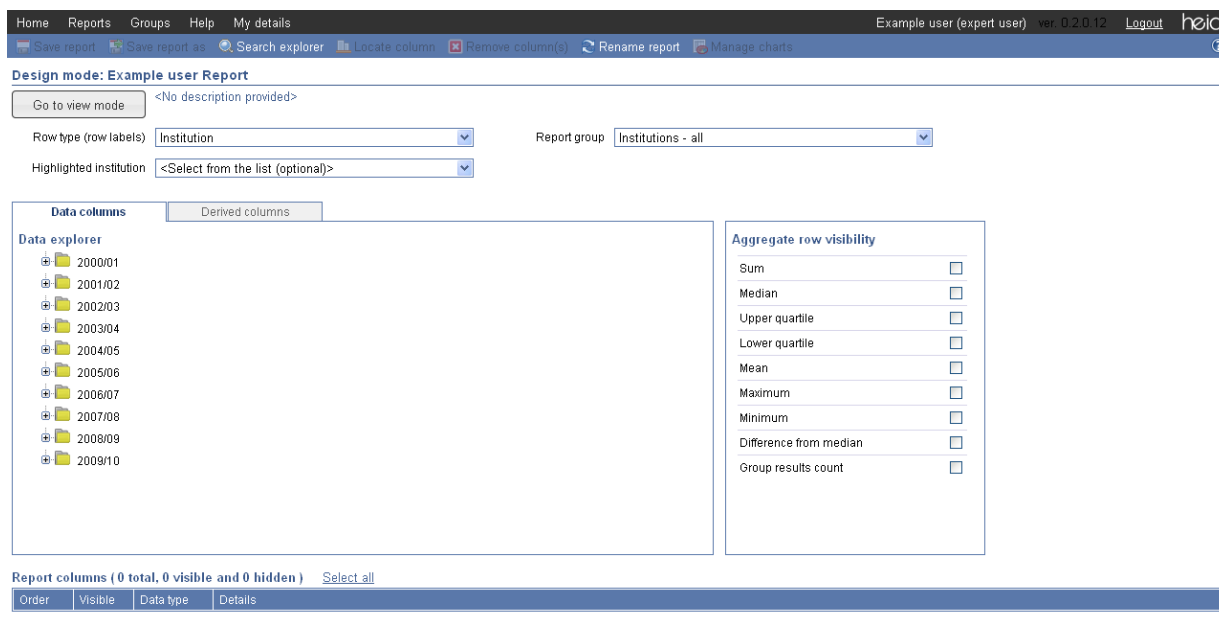 Home Reports Groups Help My details Example user (expert user) ver. 0.2.0.12 Logout heid
Save report Save report as Search explorer Locate column Remove column(s) Rename report Manage charts
Design mode: Example user Report
Go to view mode <No description provided>
Row type (row labels) Institution Report group Institutions - all
Highlighted institution <Select from the list (optional)>
Data columns Derived columns
Data explorer
2000/01
2001/02
2002/03
2003/04
2004/05
2005/06
2006/07
2007/08
2008/09
2009/10
Aggregate row visibility
Sum
Median
Upper quartile
Lower quartile
Mean
Maximum
Minimum
Difference from median
Group results count
Report columns ( 0 total, 0 visible and 0 hidden ) Select all
Order Visible Data type Details